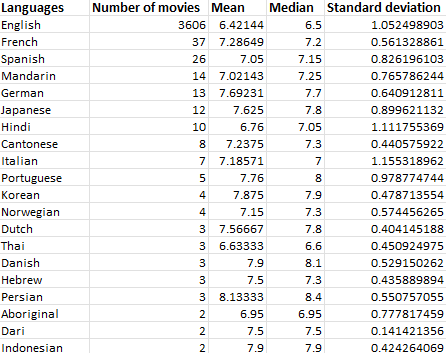 Languages Number of movies Mean Median Standard deviation
English 3606 6.42144 6.5 1.052498903
French 37 7.28649 7.2 0.561328861
Spanish 26 7.05 7.15 0.826196103
Mandarin 14 7.02143 7.25 0.765786244
German 13 7.69231 7.7 0.640912811
Japanese 12 7.625 7.8 0.899621132
Hindi 10 6.76 7.05 1.111755369
Cantonese 8 7.2375 7.3 0.440575922
Italian 7 7.18571 7 1.155318962
Portuguese 5 7.76 8 0.978774744
Korean 4 7.875 7.9 0.478713554
Norwegian 4 7.15 7.3 0.574456265
Dutch 3 7.56667 7.8 0.404145188
Thai 3 6.63333 6.6 0.450924975
Danish 3 7.9 8.1 0.529150262
Hebrew 3 7.5 7.3 0.435889894
Persian 3 8.13333 8.4 0.550757055
Aboriginal 2 6.95 6.95 0.777817459
Dari 2 7.5 7.5 0.141421356
Indonesian 2 7.9 7.9 0.424264069